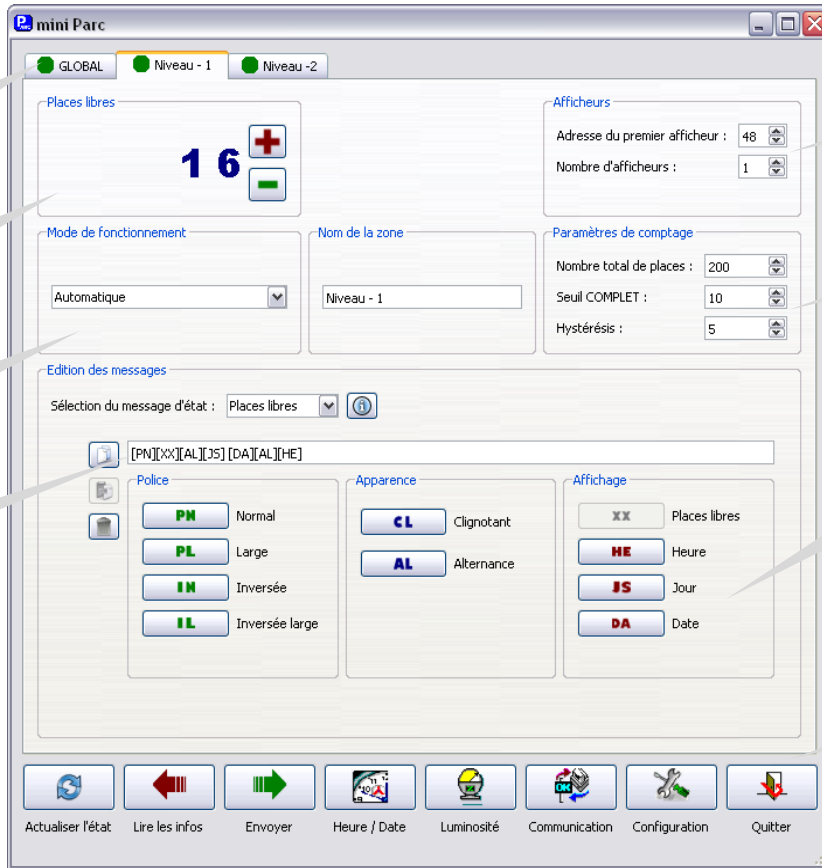 mini Parc
GLOBAL
Niveau - 1
Niveau -2
Places libres
1 6
Afficheurs
Adresse du premier afficheur : 48
Nombre d'afficheurs : 1
Mode de fonctionnement
Automatique
Nom de la zone
Niveau - 1
Paramètres de comptage
Nombre total de places : 200
Seuil COMPLET : 10
Hystérésis : 5
Edition des messages
Sélection du message d'état : Places libres
[PN][XX][AL][JS] [DA][AL][HE]
Police
PN Normal
PL Large
IN Inversée
IL Inversée large
Apparence
CL Clignotant
AL Alternance
Affichage
XX Places libres
HE Heure
JS Jour
DA Date
Actualiser l'état
Lire les infos
Envoyer
Heure / Date
Luminosité
OK
Communication
Configuration
Quitter